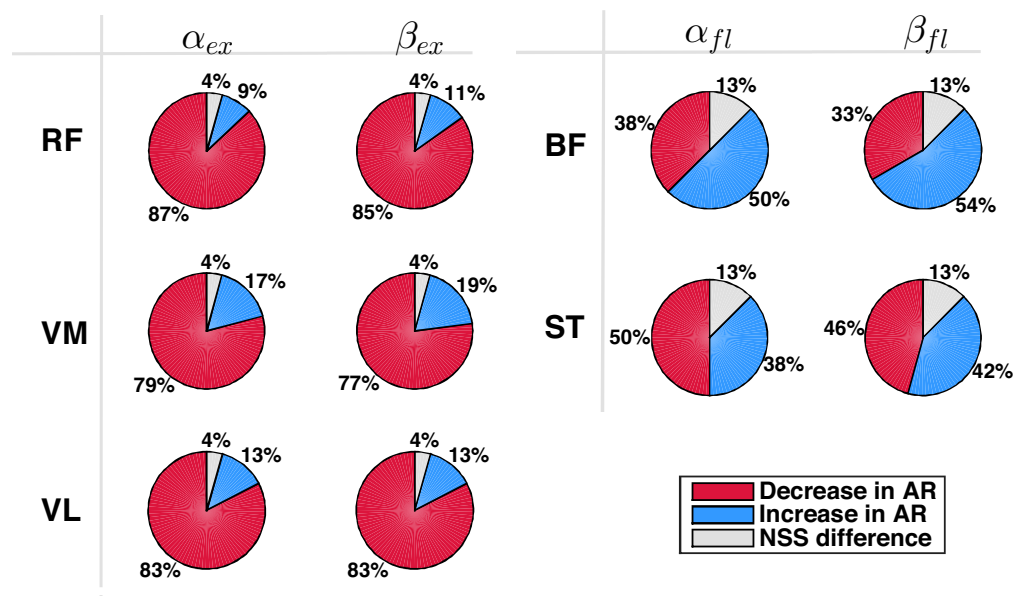 α_ex β_ex α_fl β_fl
4% 9% 4% 11% 13% 13%
RF 38% 33% BF
87% 85% 50% 54%
4% 17% 4% 19% 13% 13%
VM 50% 46% ST
79% 77% 38% 42%
4% 13% 4% 13%
VL
83% 83%
Decrease in AR
Increase in AR
NSS difference